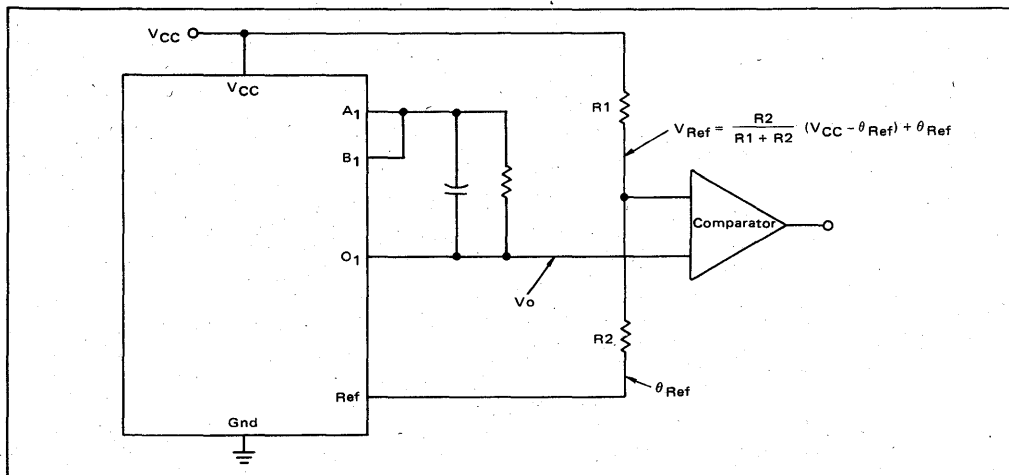 VCC
VCC
A1
B1
O1
Ref
Gnd
R1
VRef = R2 / R1 + R2 (VCC - θRef) + θRef
Comparator
Vo
R2
θRef